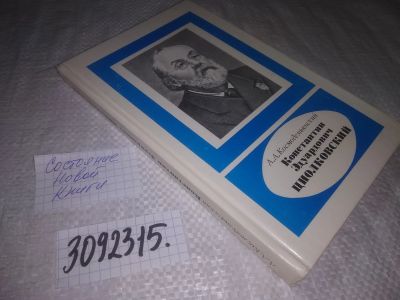 А.А.Космодемьянский
Константин
Эдуардович
ЦИОЛКОВСКИЙ
Состояние
Новой
Книги
3092315.